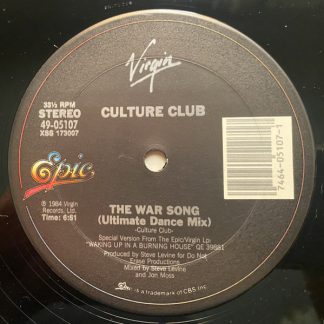 Virgin
33⅓ RPM
STEREO
49-05107
XSS 173007
CULTURE CLUB
Epic
7464-05107-1
℗ 1984 Virgin
Records, Ltd.
Time: 6:51
THE WAR SONG
(Ultimate Dance Mix)
-Culture Club-
Special Version From The Epic/Virgin Lp:
"WAKING UP IN A BURNING HOUSE" QE 39881
Produced by Steve Levine for Do Not
Erase Productions
Mixed by Steve Levine and
Jon Moss
is a trademark of CBS Inc.